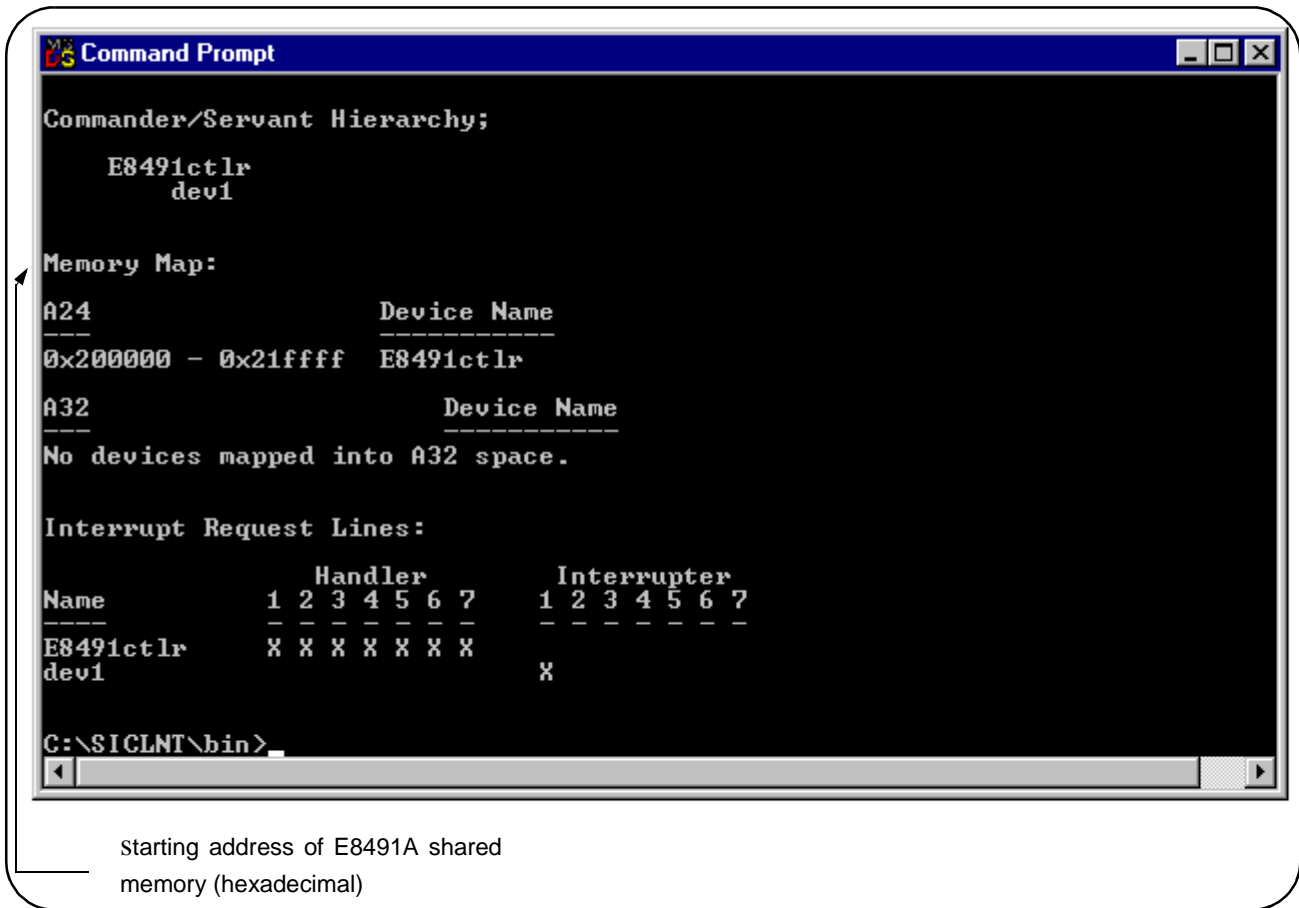 Command Prompt
Commander/Servant Hierarchy;
E8491ctlr
dev1
Memory Map:
A24 Device Name
--- -----------
0x200000 - 0x21ffff E8491ctlr
A32 Device Name
--- -----------
No devices mapped into A32 space.
Interrupt Request Lines:
Handler Interrupter
Name 1 2 3 4 5 6 7 1 2 3 4 5 6 7
---- - - - - - - - - - - - - - -
E8491ctlr X X X X X X X
dev1 X
C:\SICLNT\bin>_
Starting address of E8491A shared
memory (hexadecimal)